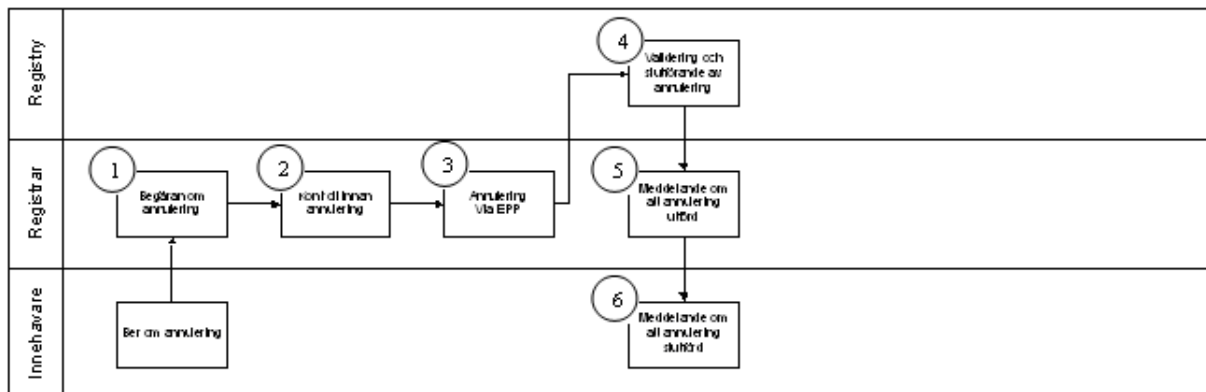 Registry
4
Validering och
slutförande av
annulering
Registrar
1
Begäran om
annulering
2
Kontroll innan
annulering
3
Annulering
Via EPP
5
Meddelande om
att annulering
utförd
Innehavare
Ber om annulering
6
Meddelande om
att annulering
slutförd